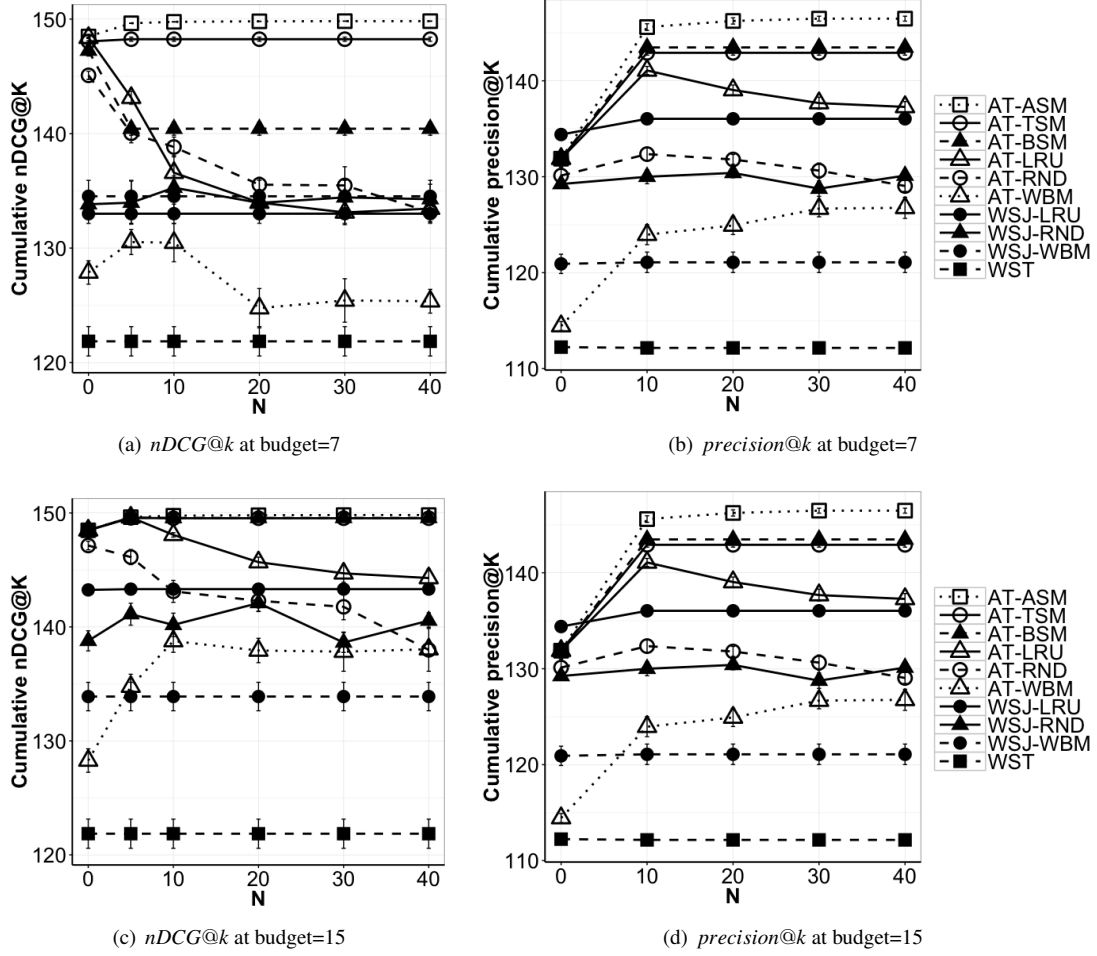 150
140
130
120
Cumulative nDCG@K
0 10 20 30 40
N
(a) nDCG@k at budget=7
140
130
120
110
Cumulative precision@K
0 10 20 30 40
N
(b) precision@k at budget=7
AT-ASM
AT-TSM
AT-BSM
AT-LRU
AT-RND
AT-WBM
WSJ-LRU
WSJ-RND
WSJ-WBM
WST
150
140
130
120
Cumulative nDCG@K
0 10 20 30 40
N
(c) nDCG@k at budget=15
140
130
120
110
Cumulative precision@K
0 10 20 30 40
N
(d) precision@k at budget=15
AT-ASM
AT-TSM
AT-BSM
AT-LRU
AT-RND
AT-WBM
WSJ-LRU
WSJ-RND
WSJ-WBM
WST